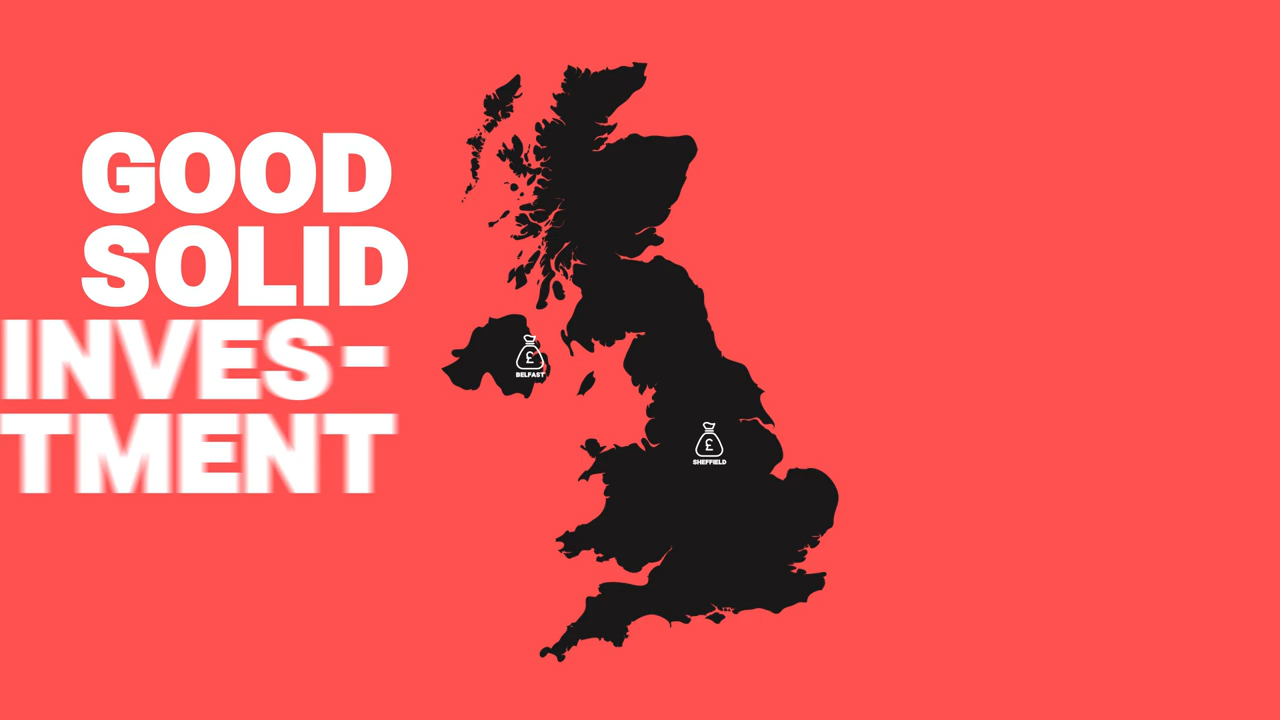 GOOD
SOLID
INVES-
TMENT
£
BELFAST
£
SHEFFIELD